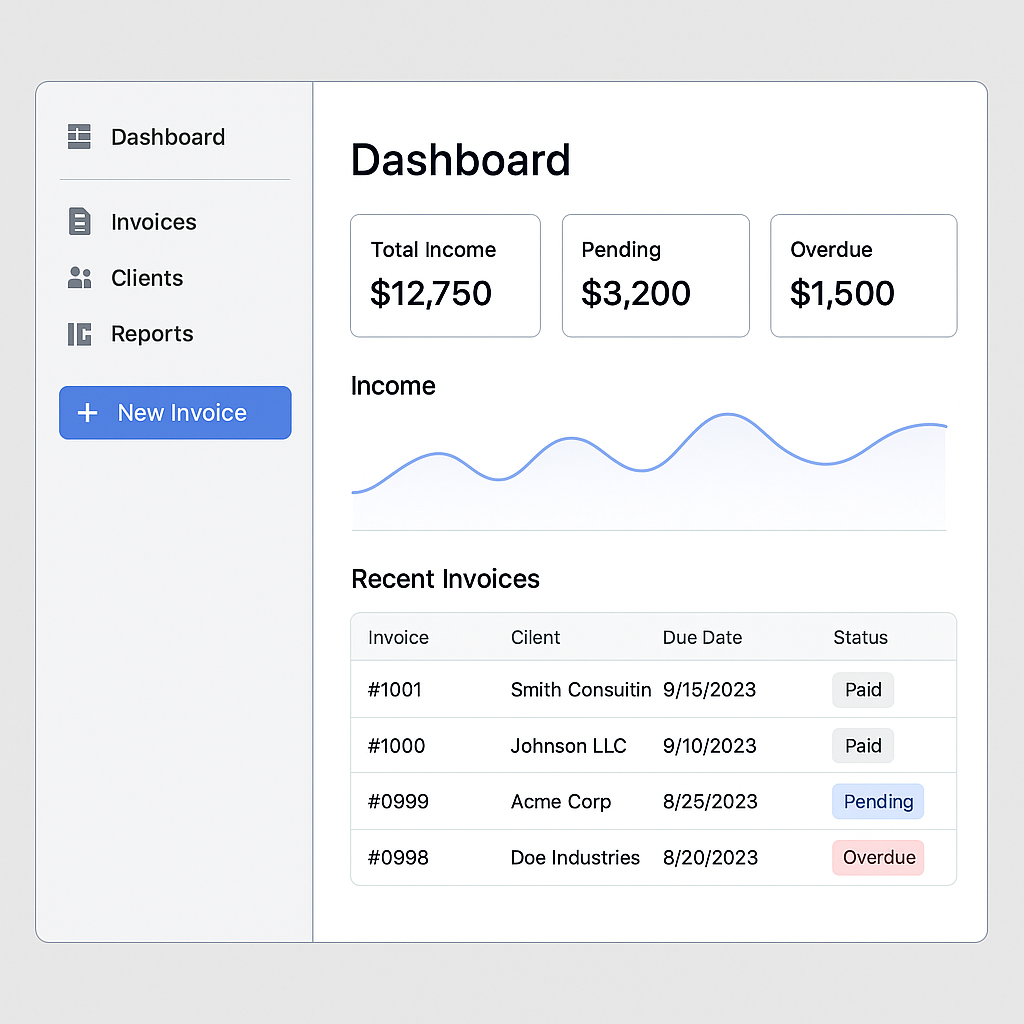 Dashboard
Invoices
Clients
Reports
+ New Invoice
Dashboard
Total Income
$12,750
Pending
$3,200
Overdue
$1,500
Income
Recent Invoices
Invoice Cilent Due Date Status
#1001 Smith Consuitin 9/15/2023 Paid
#1000 Johnson LLC 9/10/2023 Paid
#0999 Acme Corp 8/25/2023 Pending
#0998 Doe Industries 8/20/2023 Overdue